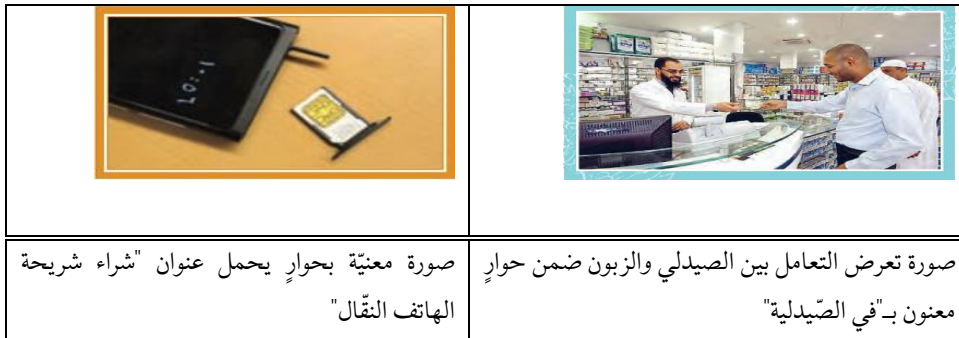 صورة تعرض التعامل بين الصيدلي والزبون ضمن حوارٍ
معنون بـ"في الصّيدلية"
صورة معنيّة بحوارٍ يحمل عنوان "شراء شريحة
الهاتف النقّال"